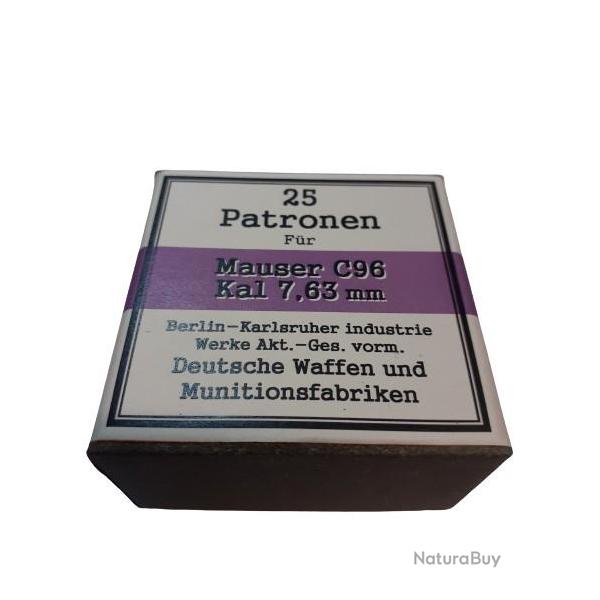 25
Patronen
Für
Mauser C96
Kal 7,63 mm
Berlin-Karlsruher industrie
Werke Akt.-Ges. vorm.
Deutsche Waffen und
Munitionsfabriken
NaturaBuy